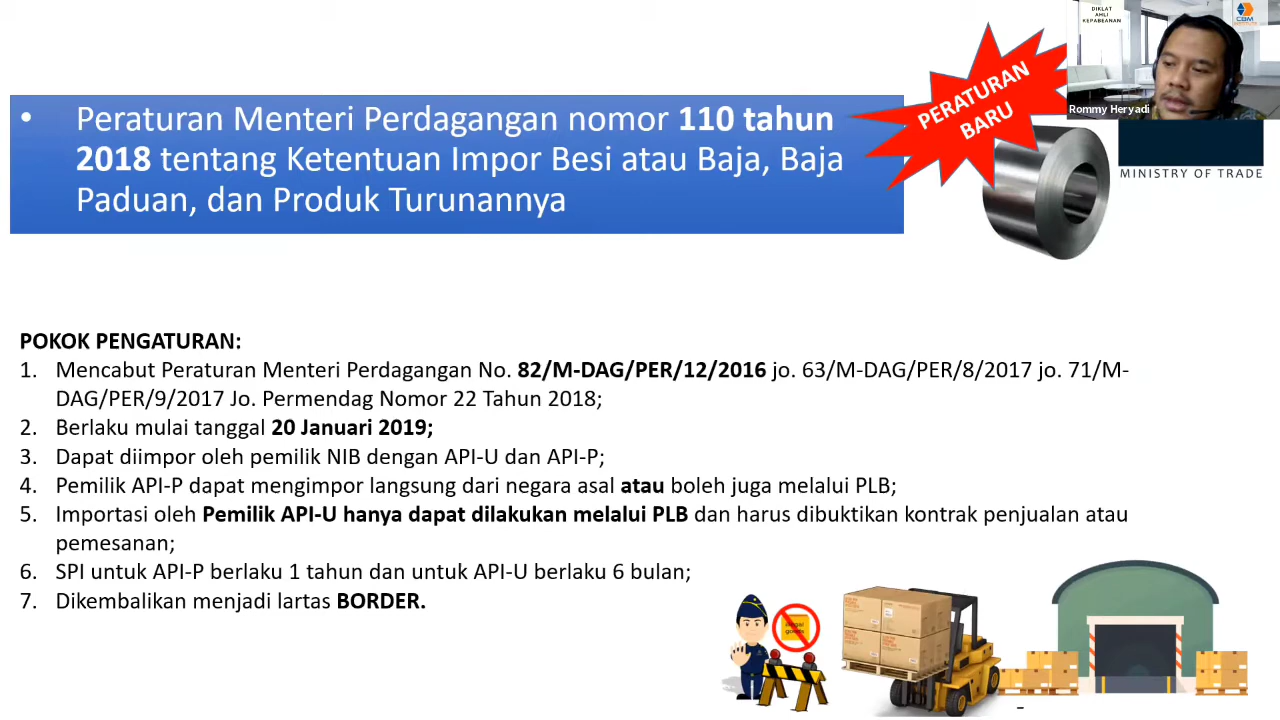 DIKLAT
AHLI
KEPABEANAN
CBM
Rommy Heryadi
PERATURAN
BARU
MINISTRY OF TRADE
• Peraturan Menteri Perdagangan nomor 110 tahun
2018 tentang Ketentuan Impor Besi atau Baja, Baja
Paduan, dan Produk Turunannya
POKOK PENGATURAN:
1. Mencabut Peraturan Menteri Perdagangan No. 82/M-DAG/PER/12/2016 jo. 63/M-DAG/PER/8/2017 jo. 71/M-
DAG/PER/9/2017 Jo. Permendag Nomor 22 Tahun 2018;
2. Berlaku mulai tanggal 20 Januari 2019;
3. Dapat diimpor oleh pemilik NIB dengan API-U dan API-P;
4. Pemilik API-P dapat mengimpor langsung dari negara asal atau boleh juga melalui PLB;
5. Importasi oleh Pemilik API-U hanya dapat dilakukan melalui PLB dan harus dibuktikan kontrak penjualan atau
pemesanan;
6. SPI untuk API-P berlaku 1 tahun dan untuk API-U berlaku 6 bulan;
7. Dikembalikan menjadi lartas BORDER.
illegal
goods